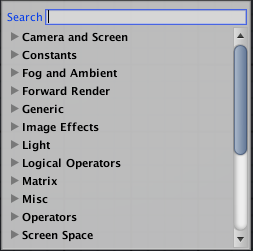 Search
Camera and Screen
Constants
Fog and Ambient
Forward Render
Generic
Image Effects
Light
Logical Operators
Matrix
Misc
Operators
Screen Space